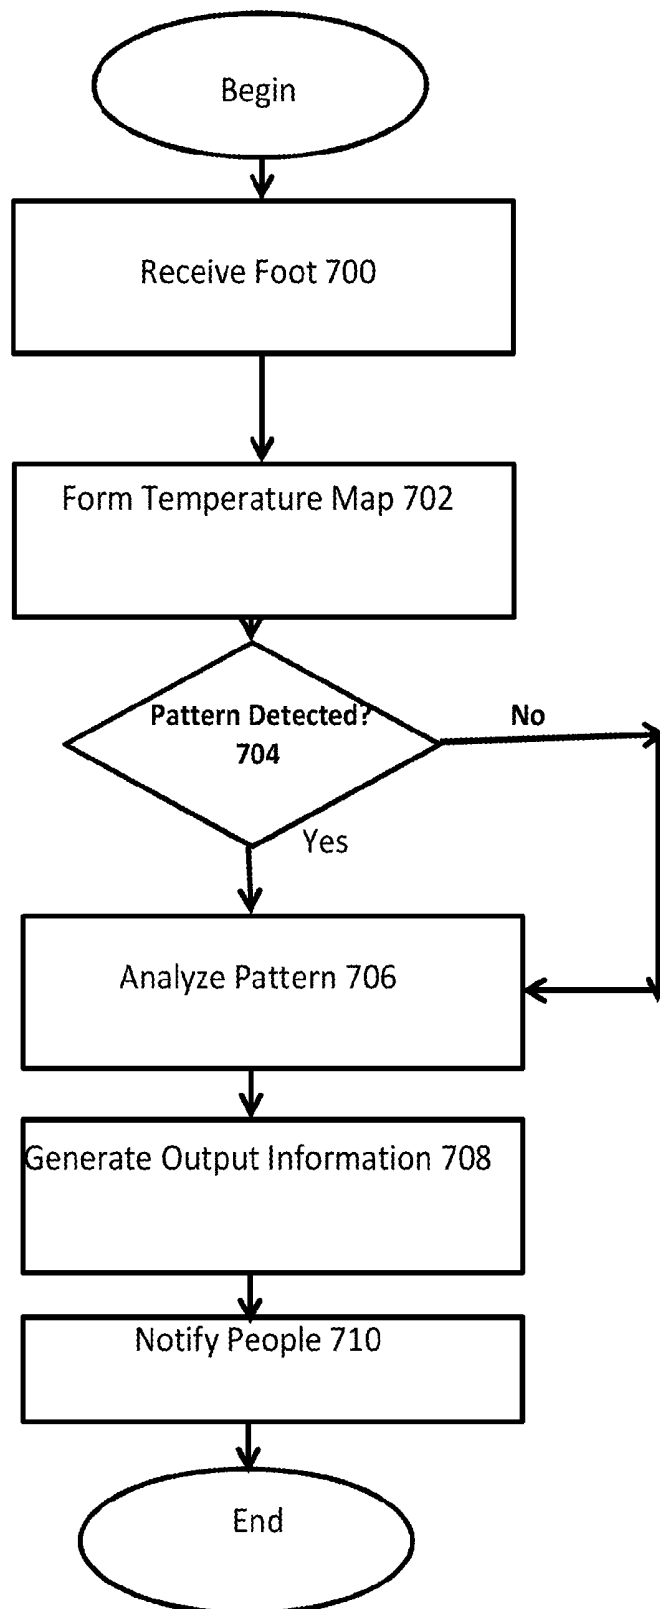 Begin
Receive Foot 700
Form Temperature Map 702
Pattern Detected?
704
No
Yes
Analyze Pattern 706
Generate Output Information 708
Notify People 710
End